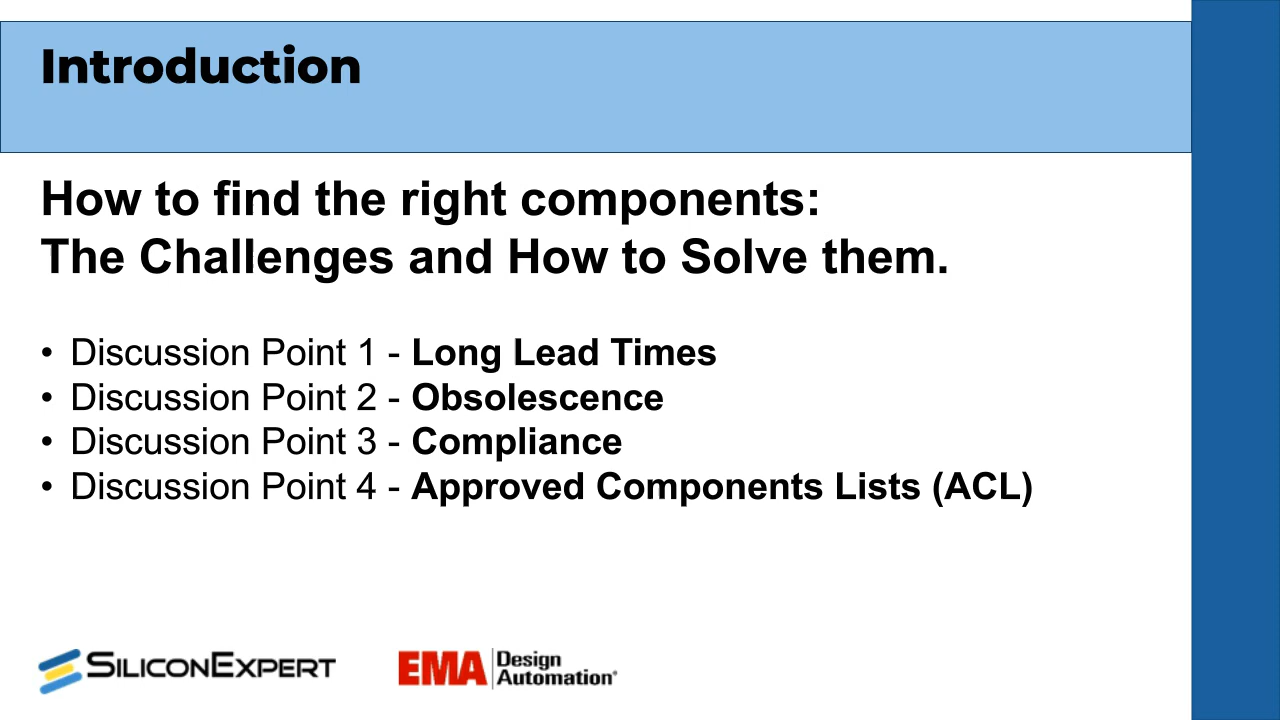 Introduction
How to find the right components:
The Challenges and How to Solve them.
• Discussion Point 1 - Long Lead Times
• Discussion Point 2 - Obsolescence
• Discussion Point 3 - Compliance
• Discussion Point 4 - Approved Components Lists (ACL)
SILICONEXPERT
EMA Design
Automation®